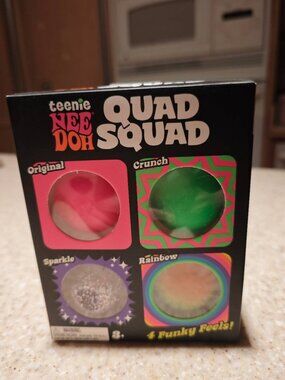 teenie
NEE
DOH
QUAD
SQUAD
Original
Crunch
Sparkle
Rainbow
3+
4 Funky Feels!